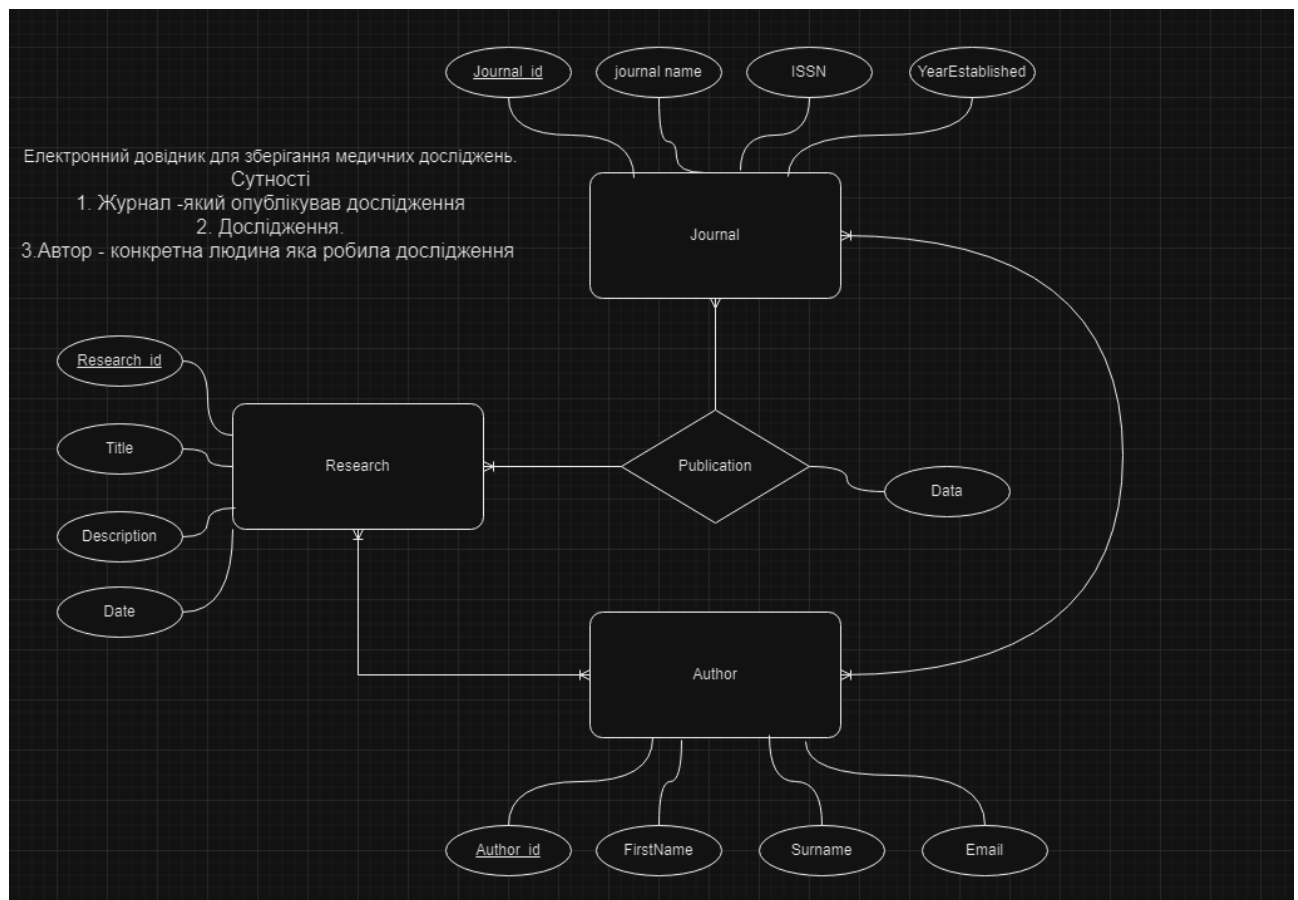 Journal_id
journal name
ISSN
YearEstablished
Електронний довідник для зберігання медичних досліджень.
Сутності
1. Журнал -який опублікував дослідження
2. Дослідження.
3.Автор - конкретна людина яка робила дослідження
Journal
Research_id
Title
Description
Date
Research
Publication
Data
Author
Author_id
FirstName
Surname
Email